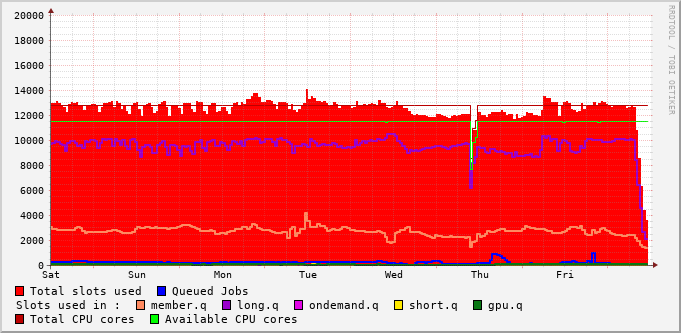 20000
18000
16000
14000
12000
10000
8000
6000
4000
2000
0
Sat Sun Mon Tue Wed Thu Fri
Total slots used Queued Jobs
Slots used in : member.q long.q ondemand.q short.q gpu.q
Total CPU cores Available CPU cores
RRDTOOL / TOBI OETIKER